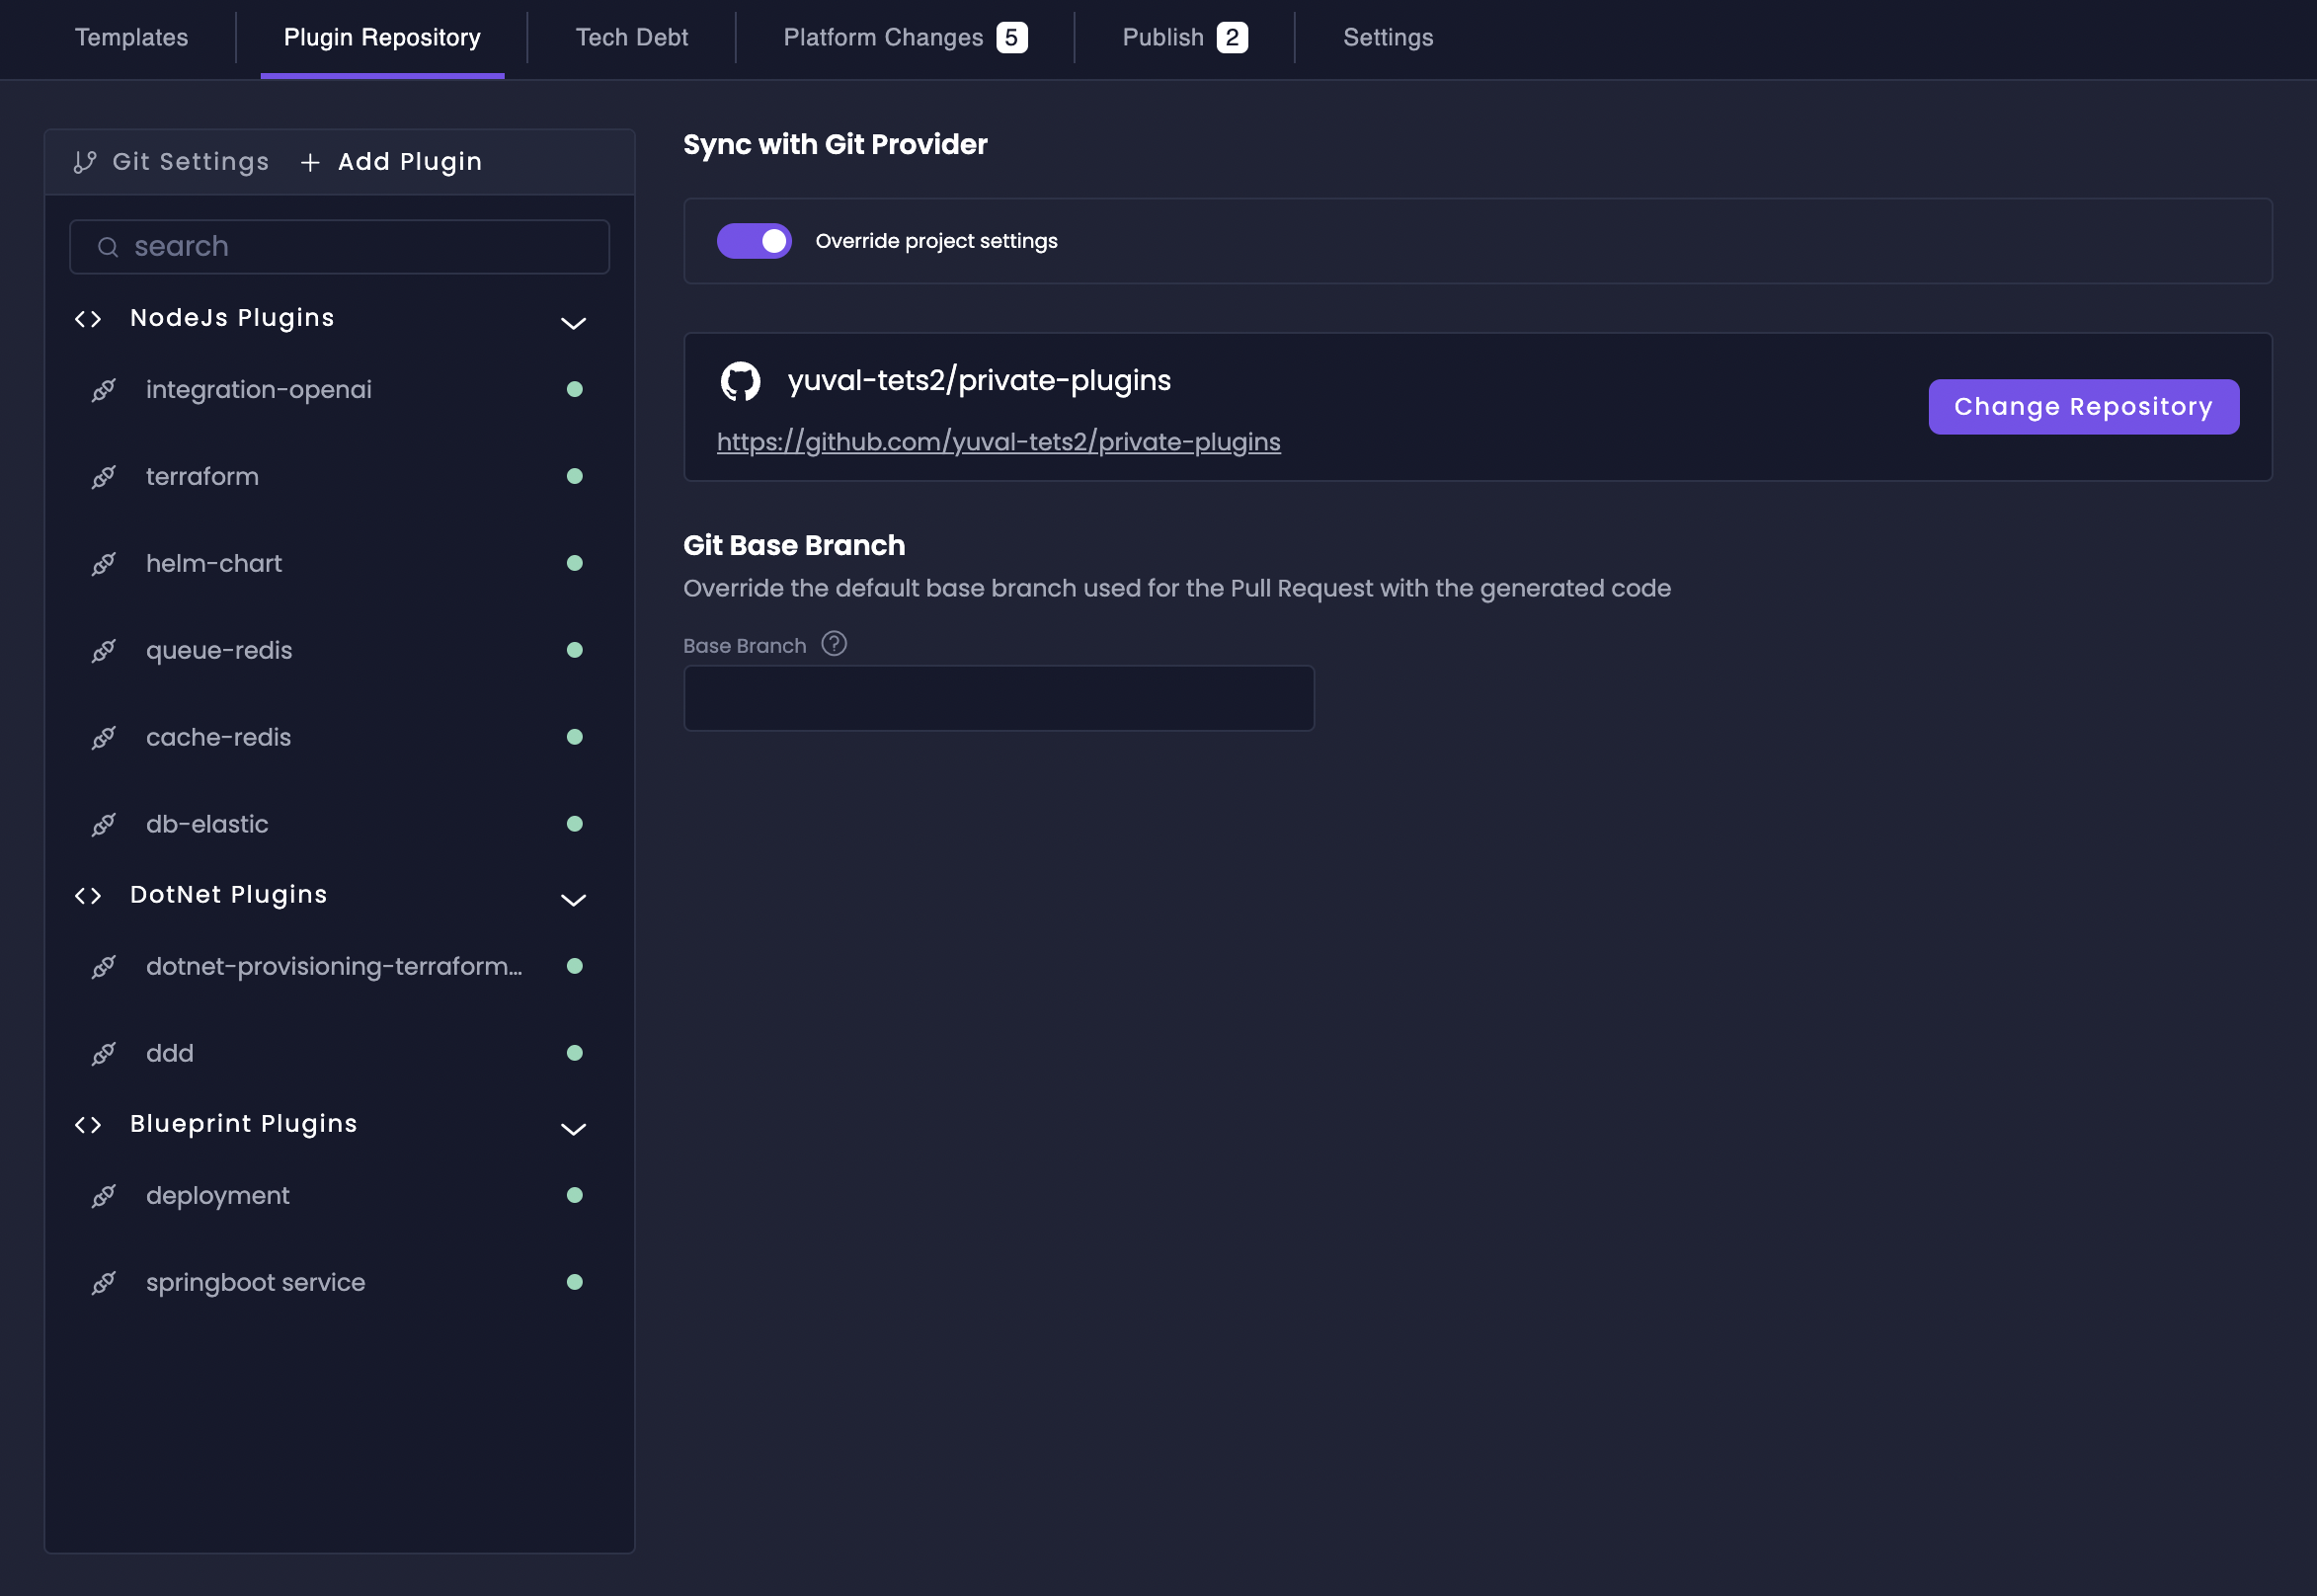 Templates
Plugin Repository
Tech Debt
Platform Changes 5
Publish 2
Settings
Git Settings
Add Plugin
search
NodeJs Plugins
integration-openai
terraform
helm-chart
queue-redis
cache-redis
db-elastic
DotNet Plugins
dotnet-provisioning-terraform...
ddd
Blueprint Plugins
deployment
springboot service
Sync with Git Provider
Override project settings
yuval-tets2/private-plugins
https://github.com/yuval-tets2/private-plugins
Change Repository
Git Base Branch
Override the default base branch used for the Pull Request with the generated code
Base Branch ?